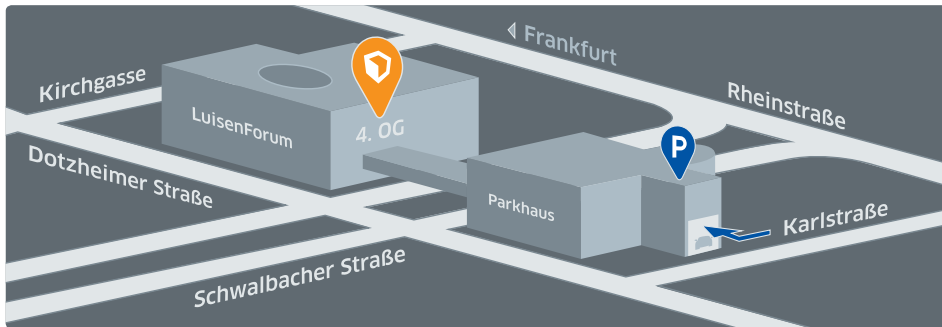 Frankfurt
Kirchgasse
Rheinstraße
LuisenForum
4. OG
P
Dotzheimer Straße
Parkhaus
Karlstraße
Schwalbacher Straße